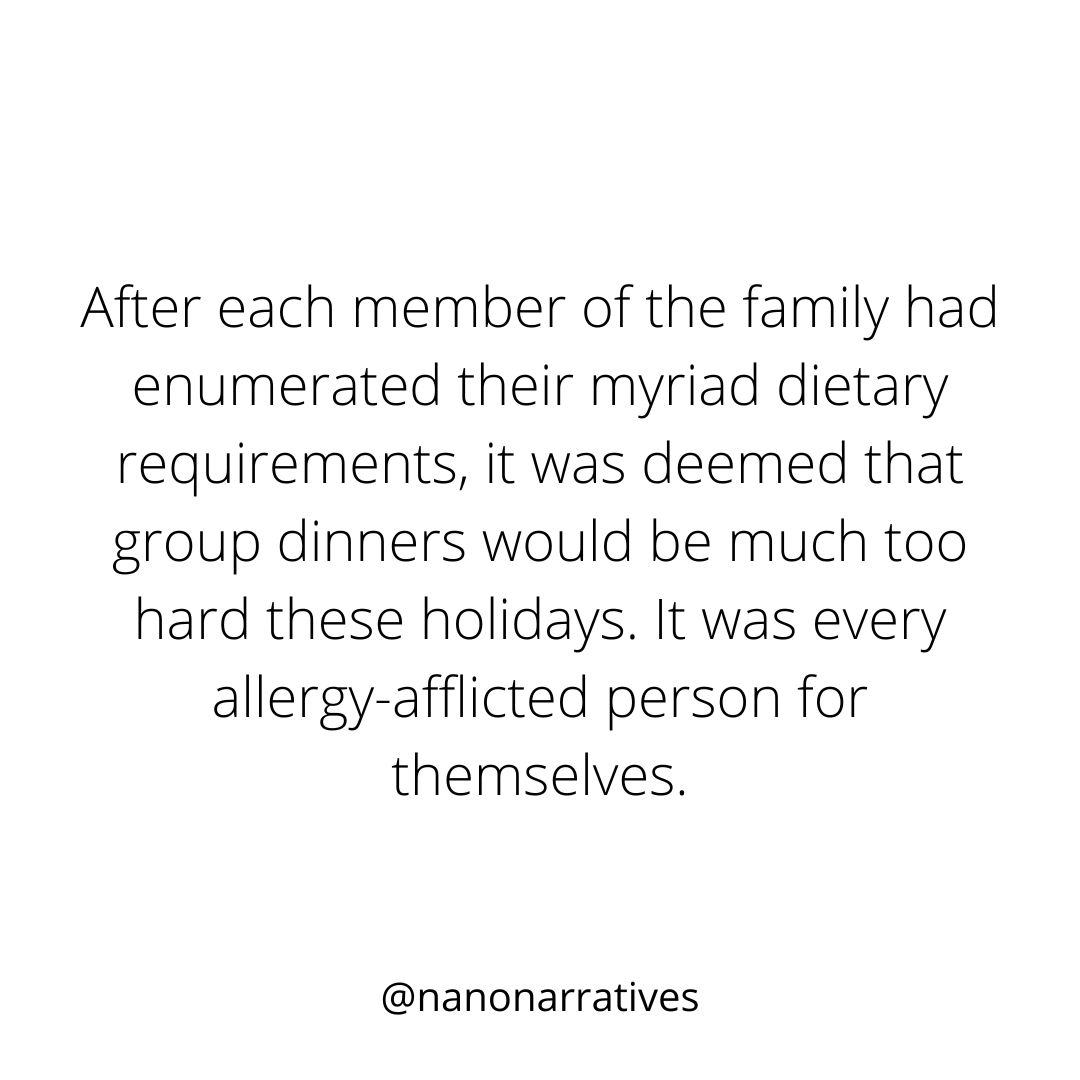 After each member of the family had
enumerated their myriad dietary
requirements, it was deemed that
group dinners would be much too
hard these holidays. It was every
allergy-afflicted person for
themselves.
@nanonarratives